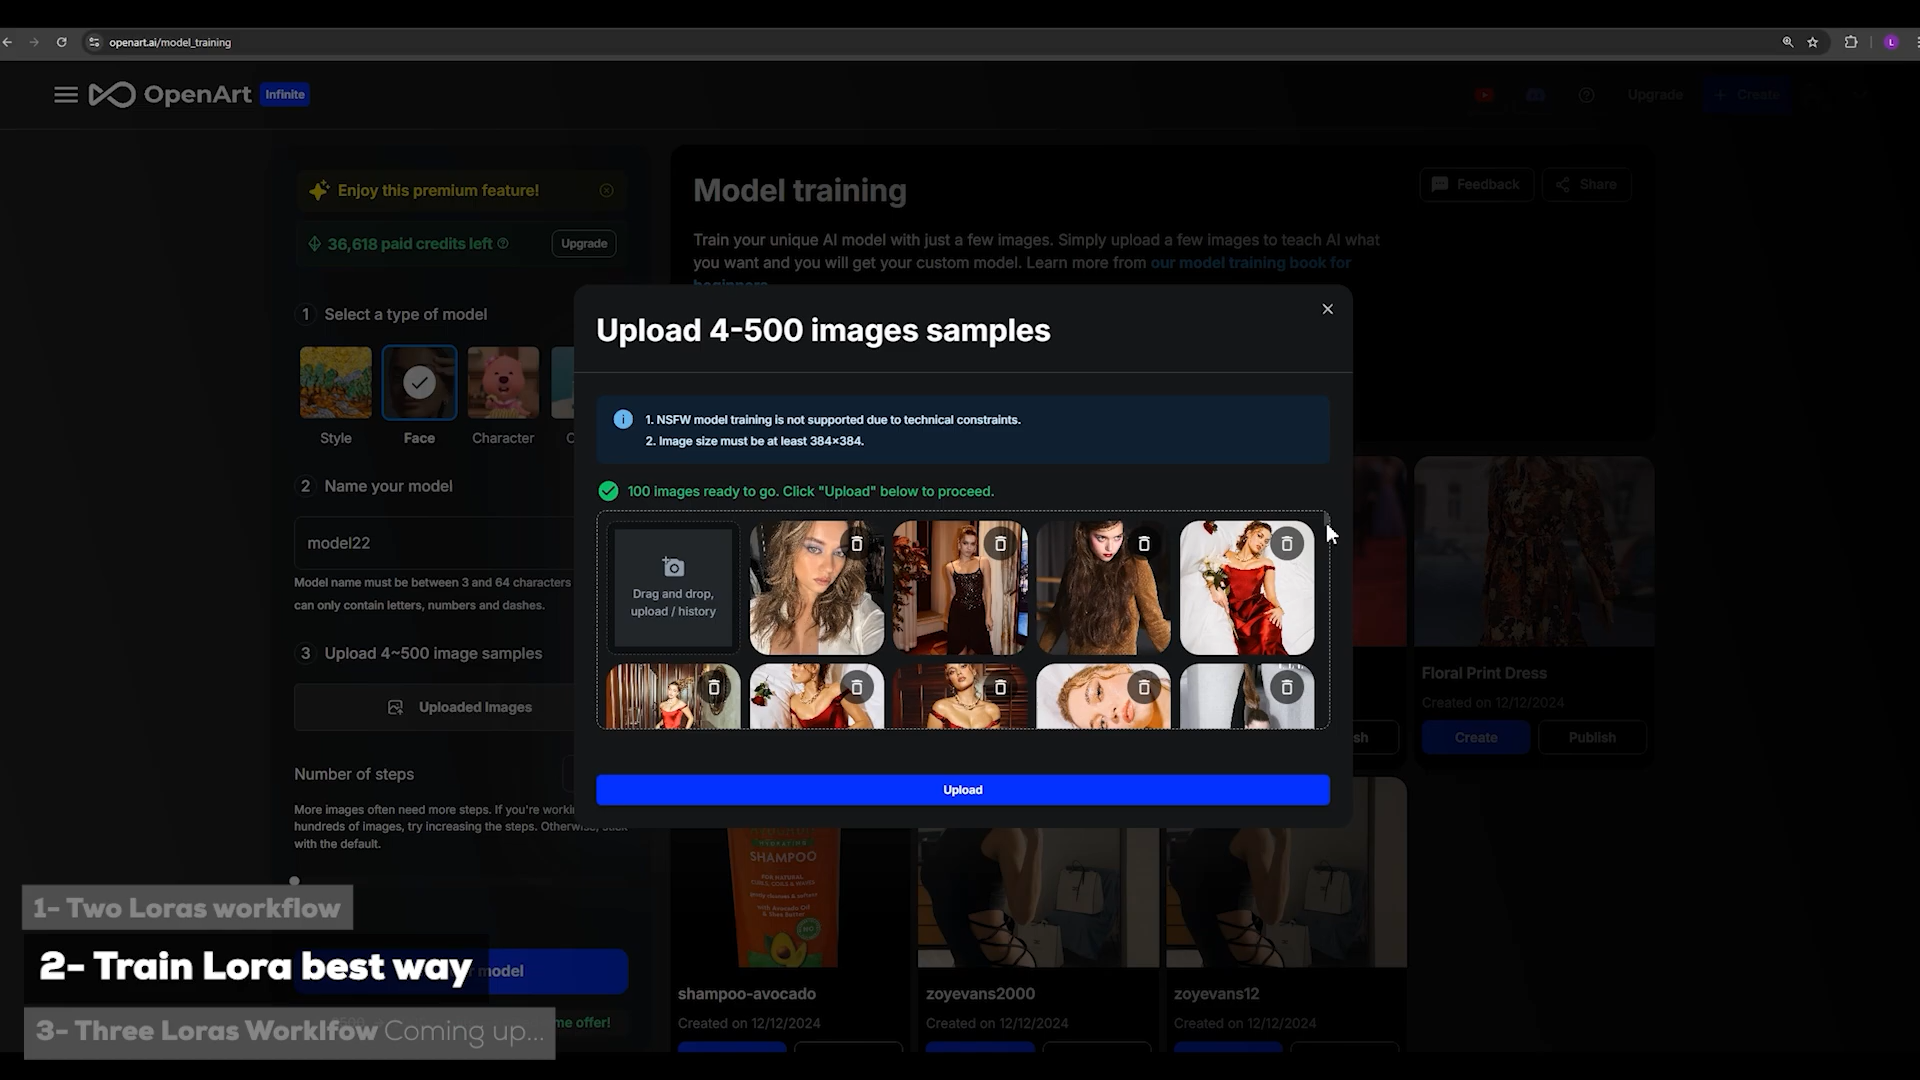 openart.ai/model_training
L
OpenArt
Infinite
Upgrade
+ Create
Enjoy this premium feature!
36,618 paid credits left
Upgrade
1 Select a type of model
Style
Face
Character
C
2 Name your model
model22
Model name must be between 3 and 64 characters
can only contain letters, numbers and dashes.
3 Upload 4~500 image samples
Uploaded Images
Number of steps
More images often need more steps. If you're worki
hundreds of images, try increasing the steps. Otherwise, stick
with the default.
model
me offer!
Model training
Feedback
Share
Train your unique AI model with just a few images. Simply upload a few images to teach AI what
you want and you will get your custom model. Learn more from our model training book for
beginners
Upload 4-500 images samples
1. NSFW model training is not supported due to technical constraints.
2. Image size must be at least 384x384.
100 images ready to go. Click "Upload" below to proceed.
Drag and drop,
upload / history
Upload
Floral Print Dress
Created on 12/12/2024
sh
Create
Publish
SHAMPOO
shampoo-avocado
Created on 12/12/2024
zoyevans2000
Created on 12/12/2024
zoyevans12
Created on 12/12/2024
1- Two Loras workflow
2- Train Lora best way
3- Three Loras Worklfow Coming up...